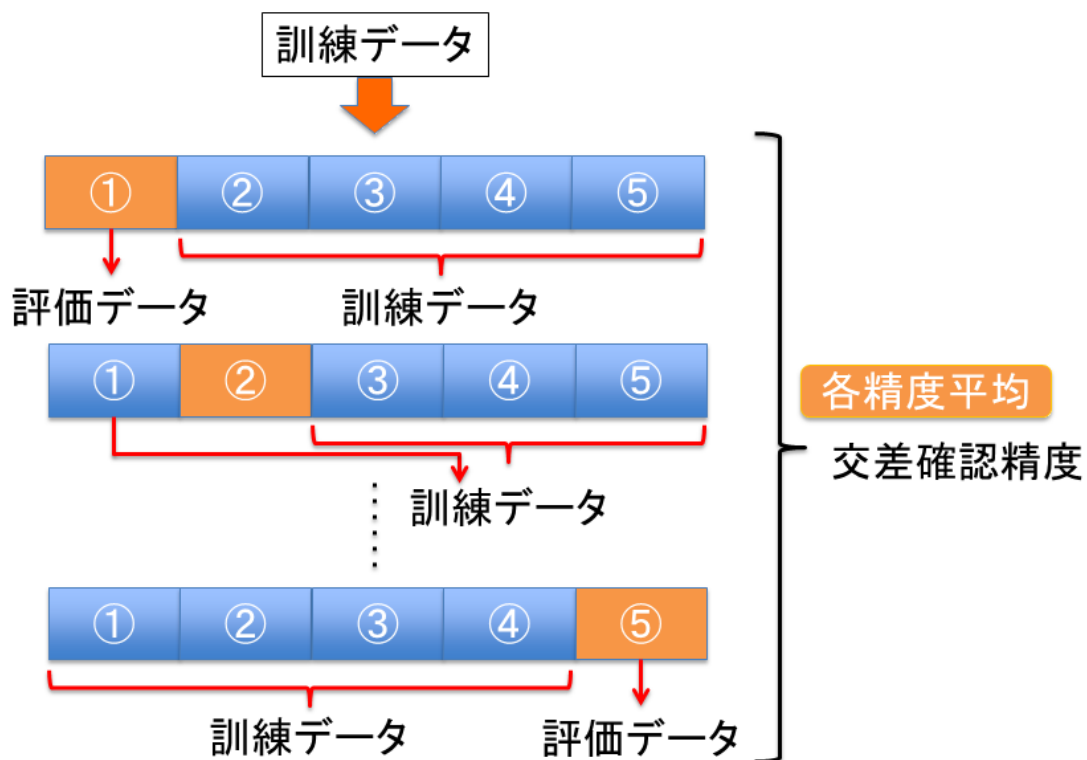 訓練データ
① ② ③ ④ ⑤
評価データ 訓練データ
① ② ③ ④ ⑤
訓練データ
① ② ③ ④ ⑤
訓練データ 評価データ
各精度平均
交差確認精度